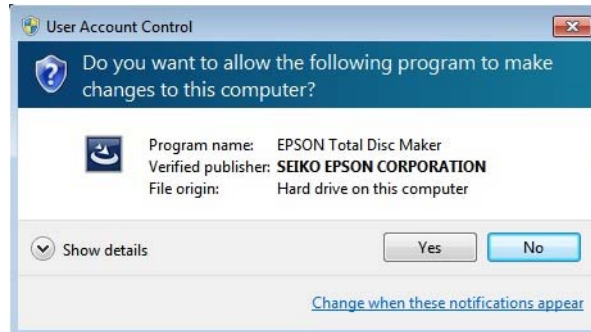 User Account Control
Do you want to allow the following program to make
changes to this computer?
Program name: EPSON Total Disc Maker
Verified publisher: SEIKO EPSON CORPORATION
File origin: Hard drive on this computer
Show details
Yes
No
Change when these notifications appear